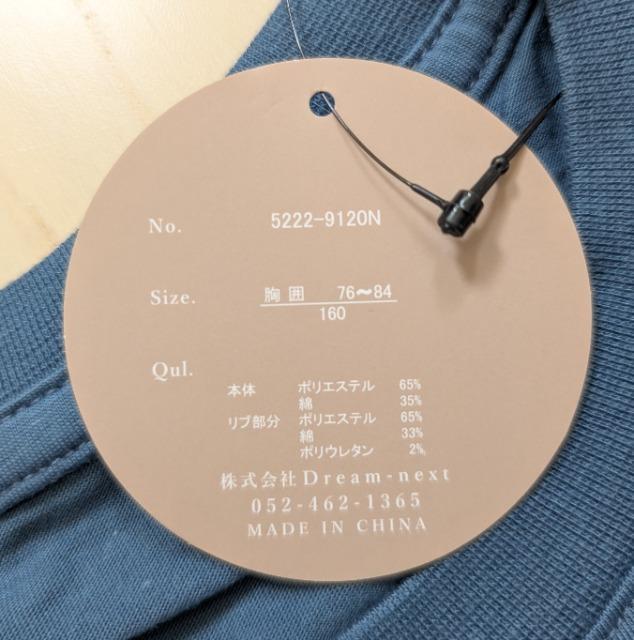 No. 5222-9120N
Size. 胸囲 76〜84
160
Qul.
本体 ポリエステル 65%
綿 35%
リブ部分 ポリエステル 65%
綿 33%
ポリウレタン 2%
株式会社Dream-next
052-462-1365
MADE IN CHINA